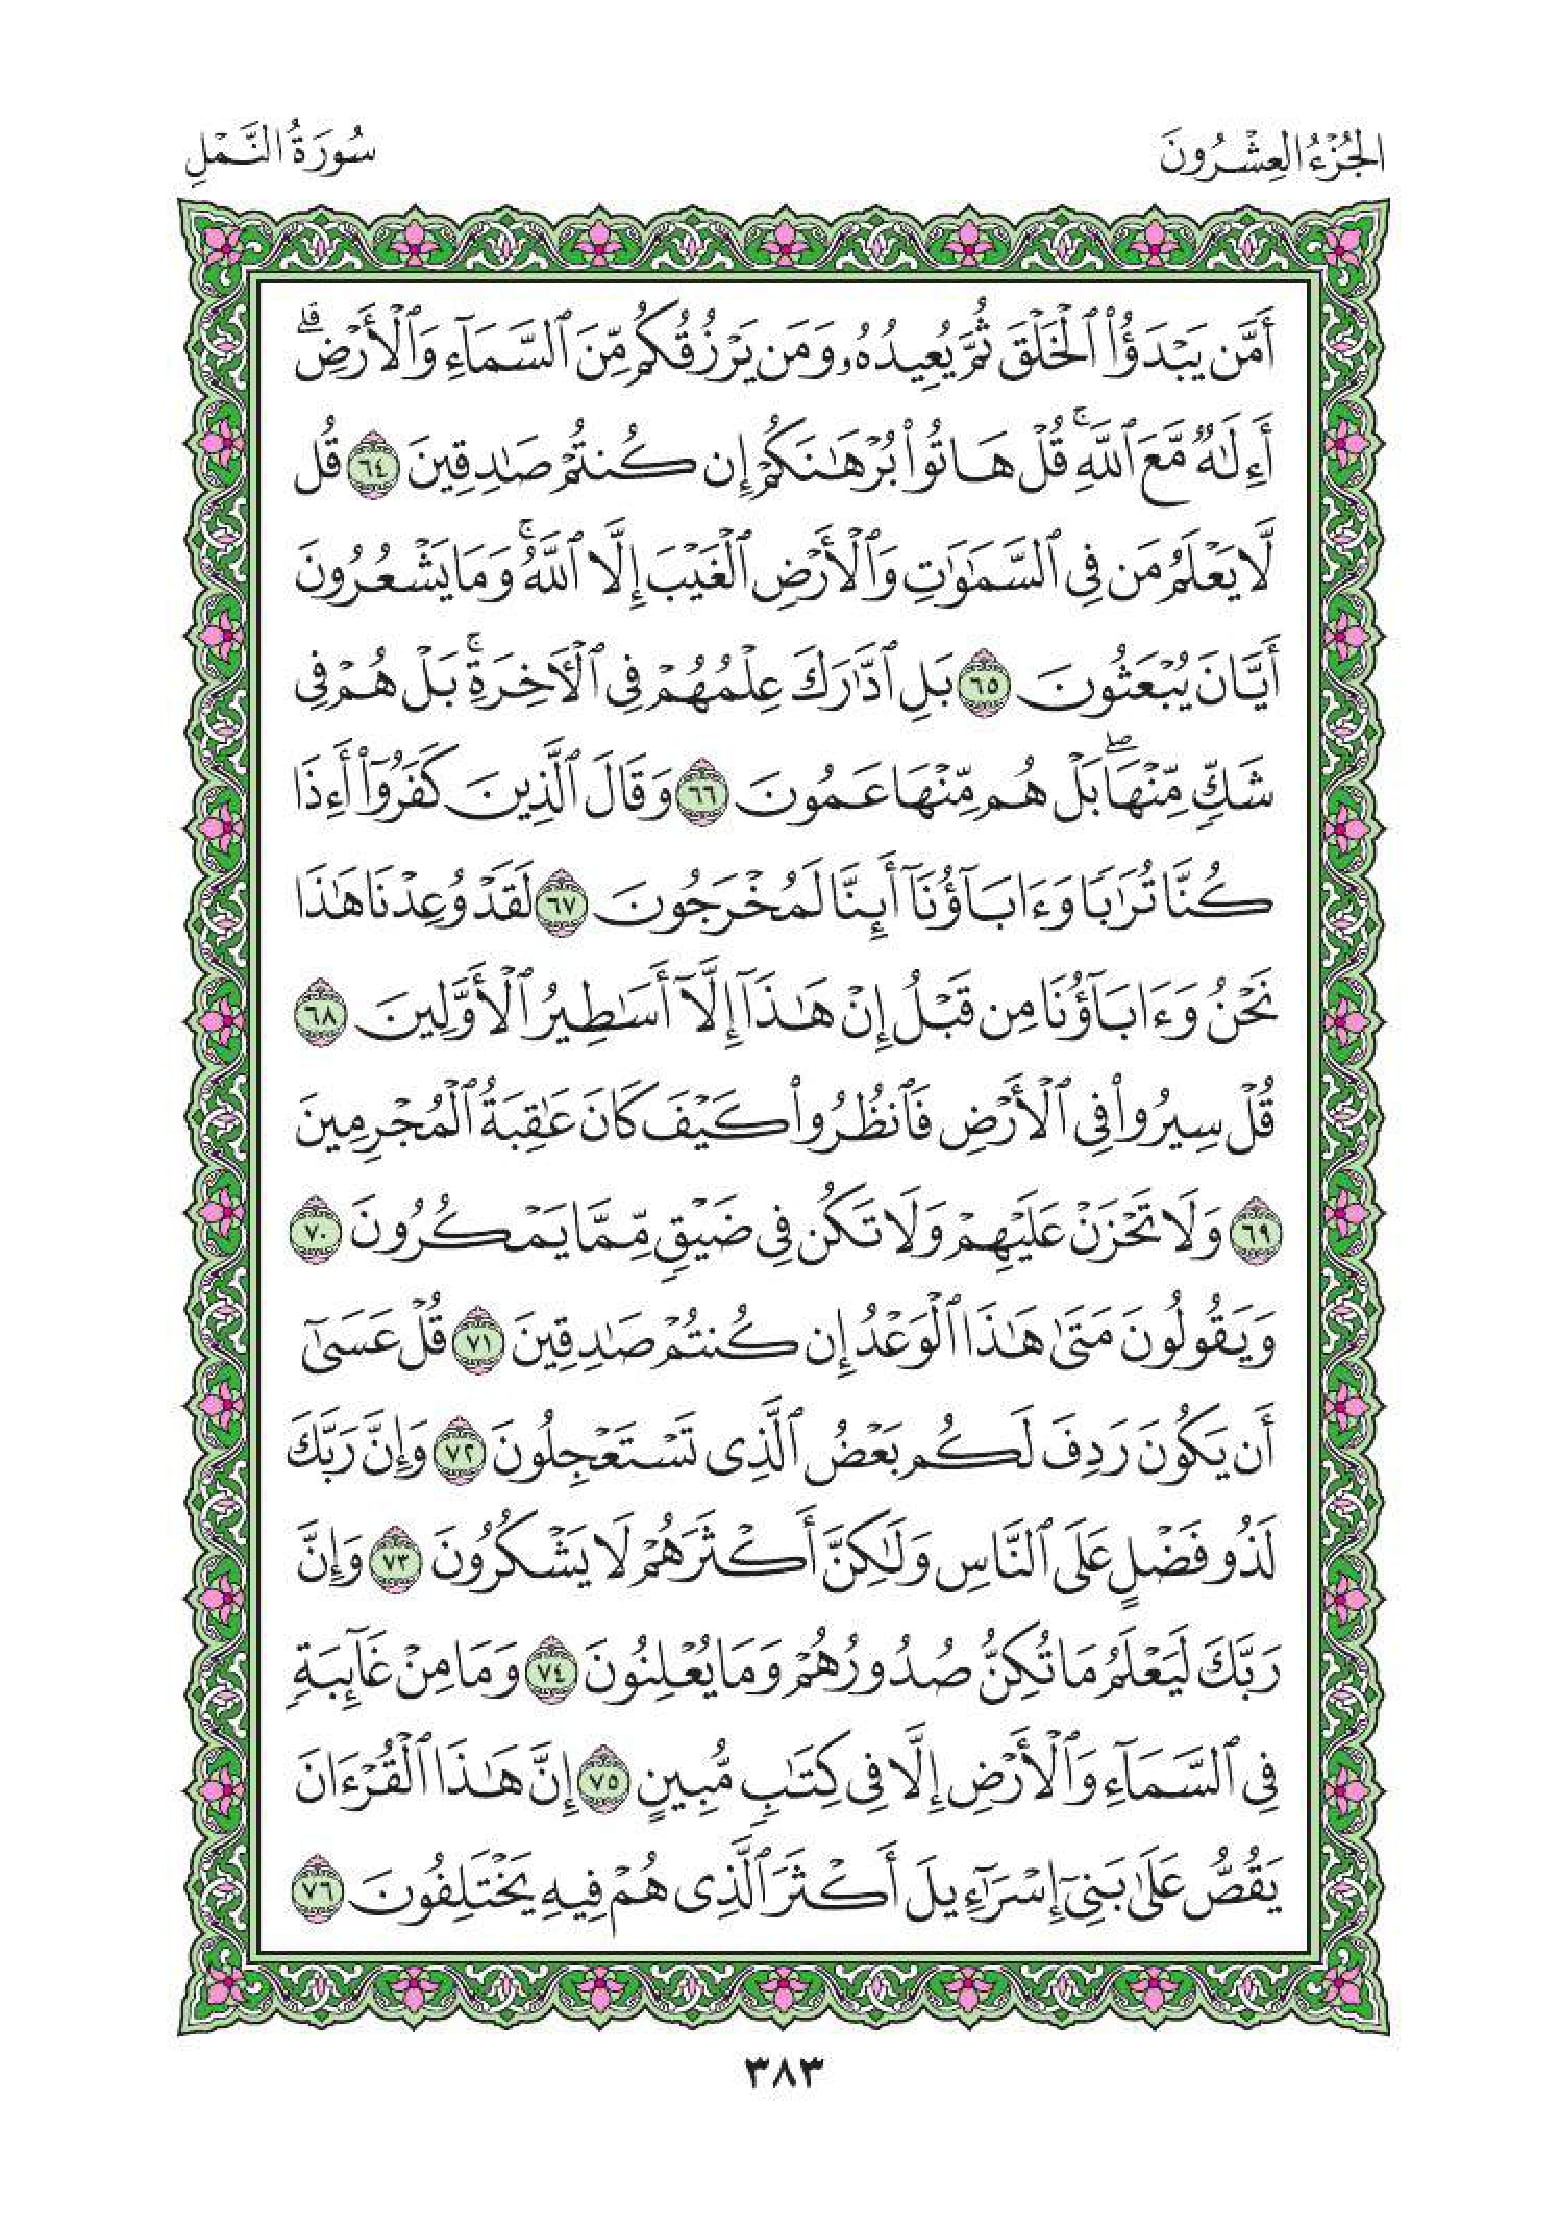 الجُزْءُ العِشْرُونَ
سُورَةُ النَّمْلِ
أَمَّن يَبْدَؤُا۟ ٱلْخَلْقَ ثُمَّ يُعِيدُهُۥ وَمَن يَرْزُقُكُم مِّنَ ٱلسَّمَآءِ وَٱلْأَرْضِ ۗ
أَءِلَٰهٌ مَّعَ ٱللَّهِ ۚ قُلْ هَاتُوا۟ بُرْهَٰنَكُمْ إِن كُنتُمْ صَٰدِقِينَ ٦٤ قُل
لَّا يَعْلَمُ مَن فِى ٱلسَّمَٰوَٰتِ وَٱلْأَرْضِ ٱلْغَيْبَ إِلَّا ٱللَّهُ ۚ وَمَا يَشْعُرُونَ
أَيَّانَ يُبْعَثُونَ ٦٥ بَلِ ٱدَّٰرَكَ عِلْمُهُمْ فِى ٱلْءَاخِرَةِ ۚ بَلْ هُمْ فِى
شَكٍّ مِّنْهَا ۖ بَلْ هُم مِّنْهَا عَمُونَ ٦٦ وَقَالَ ٱلَّذِينَ كَفَرُوٓا۟ أَءِذَا
كُنَّا تُرَٰبًا وَءَابَآؤُنَآ أَئِنَّا لَمُخْرَجُونَ ٦٧ لَقَدْ وُعِدْنَا هَٰذَا
نَحْنُ وَءَابَآؤُنَا مِن قَبْلُ إِنْ هَٰذَآ إِلَّآ أَسَٰطِيرُ ٱلْأَوَّلِينَ ٦٨
قُلْ سِيرُوا۟ فِى ٱلْأَرْضِ فَٱنظُرُوا۟ كَيْفَ كَانَ عَٰقِبَةُ ٱلْمُجْرِمِينَ
٦٩ وَلَا تَحْزَنْ عَلَيْهِمْ وَلَا تَكُن فِى ضَيْقٍ مِّمَّا يَمْكُرُونَ ٧٠
وَيَقُولُونَ مَتَىٰ هَٰذَا ٱلْوَعْدُ إِن كُنتُمْ صَٰدِقِينَ ٧١ قُلْ عَسَىٰٓ
أَن يَكُونَ رَدِفَ لَكُم بَعْضُ ٱلَّذِى تَسْتَعْجِلُونَ ٧٢ وَإِنَّ رَبَّكَ
لَذُو فَضْلٍ عَلَى ٱلنَّاسِ وَلَٰكِنَّ أَكْثَرَهُمْ لَا يَشْكُرُونَ ٧٣ وَإِنَّ
رَبَّكَ لَيَعْلَمُ مَا تُكِنُّ صُدُورُهُمْ وَمَا يُعْلِنُونَ ٧٤ وَمَا مِنْ غَآئِبَةٍ
فِى ٱلسَّمَآءِ وَٱلْأَرْضِ إِلَّا فِى كِتَٰبٍ مُّبِينٍ ٧٥ إِنَّ هَٰذَا ٱلْقُرْءَانَ
يَقُصُّ عَلَىٰ بَنِىٓ إِسْرَٰٓءِيلَ أَكْثَرَ ٱلَّذِى هُمْ فِيهِ يَخْتَلِفُونَ ٧٦
٣٨٣